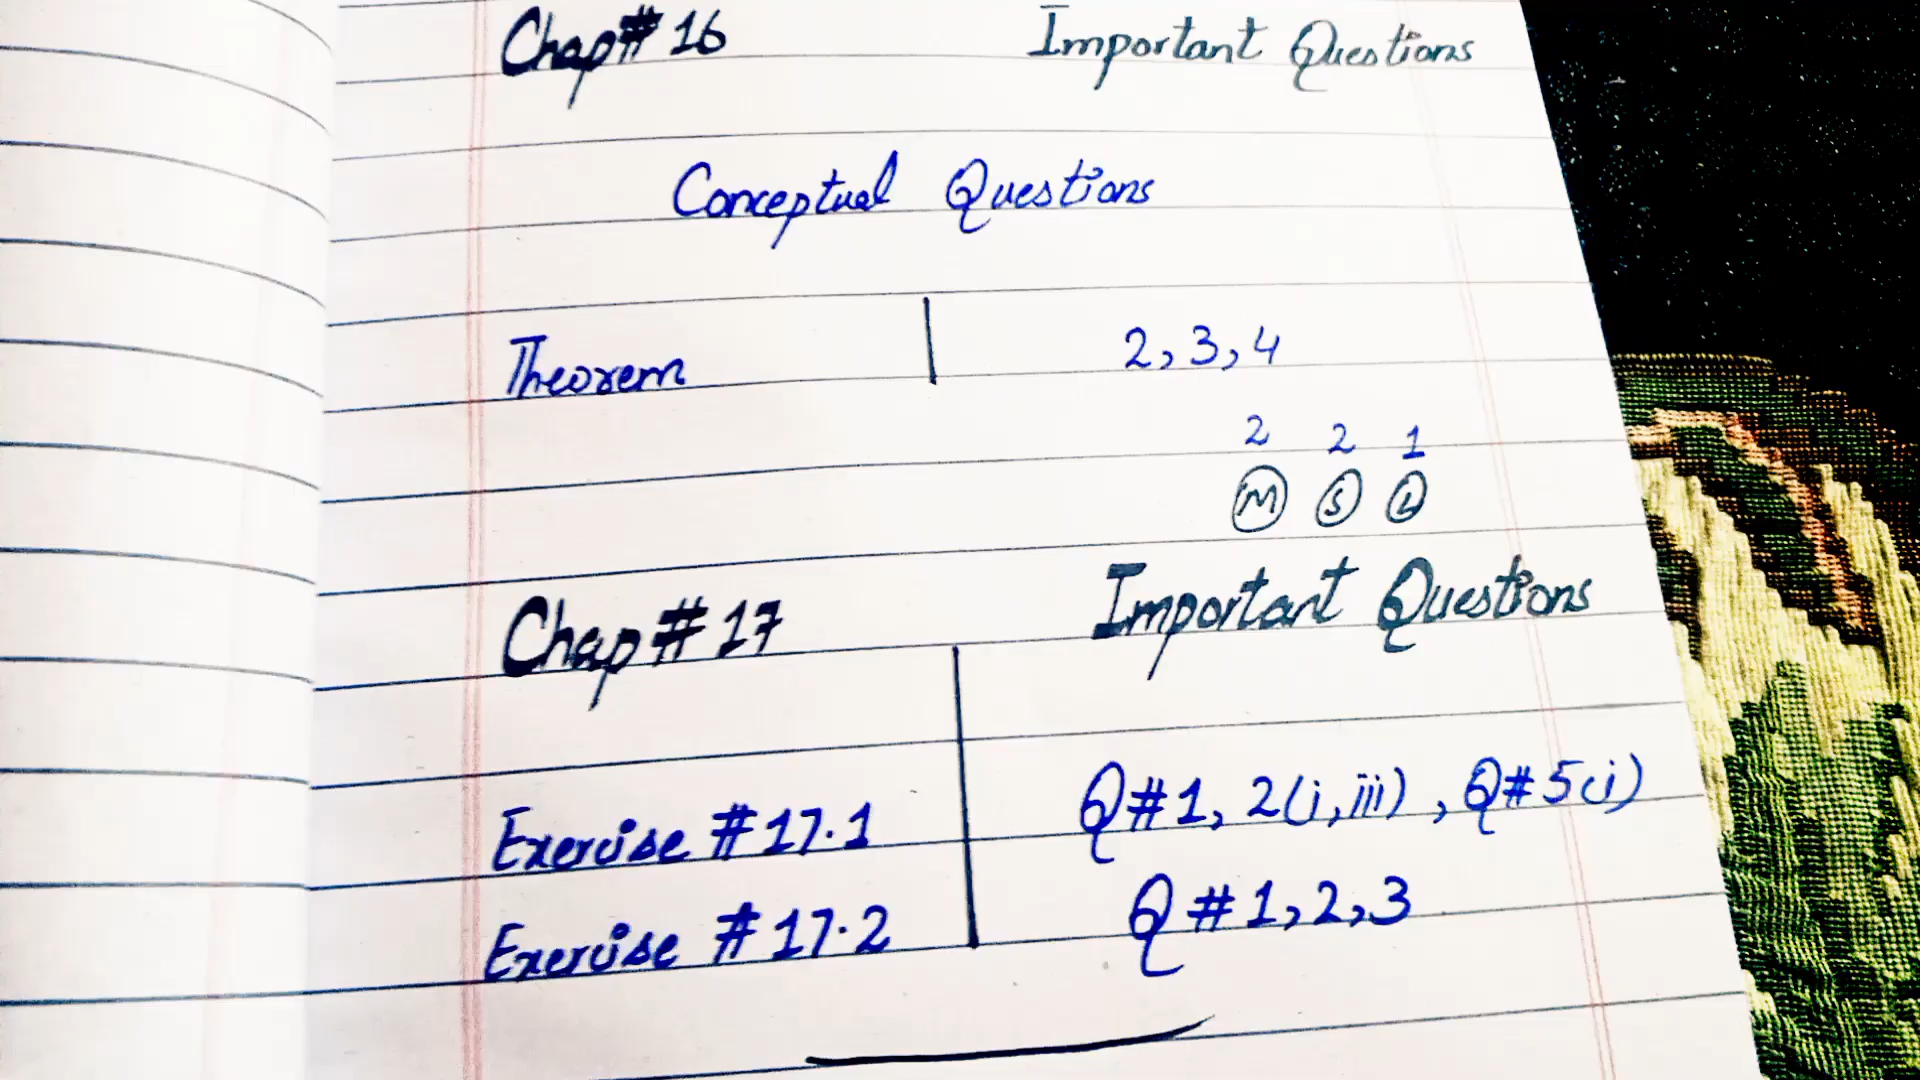 Chap# 16 Important Questions
Conceptual Questions
Theorem 2, 3, 4
2 2 1
M S L
Chap # 17 Important Questions
Exercise # 17.1 Q#1, 2(i, iii), Q#5(i)
Exercise # 17.2 Q #1, 2, 3